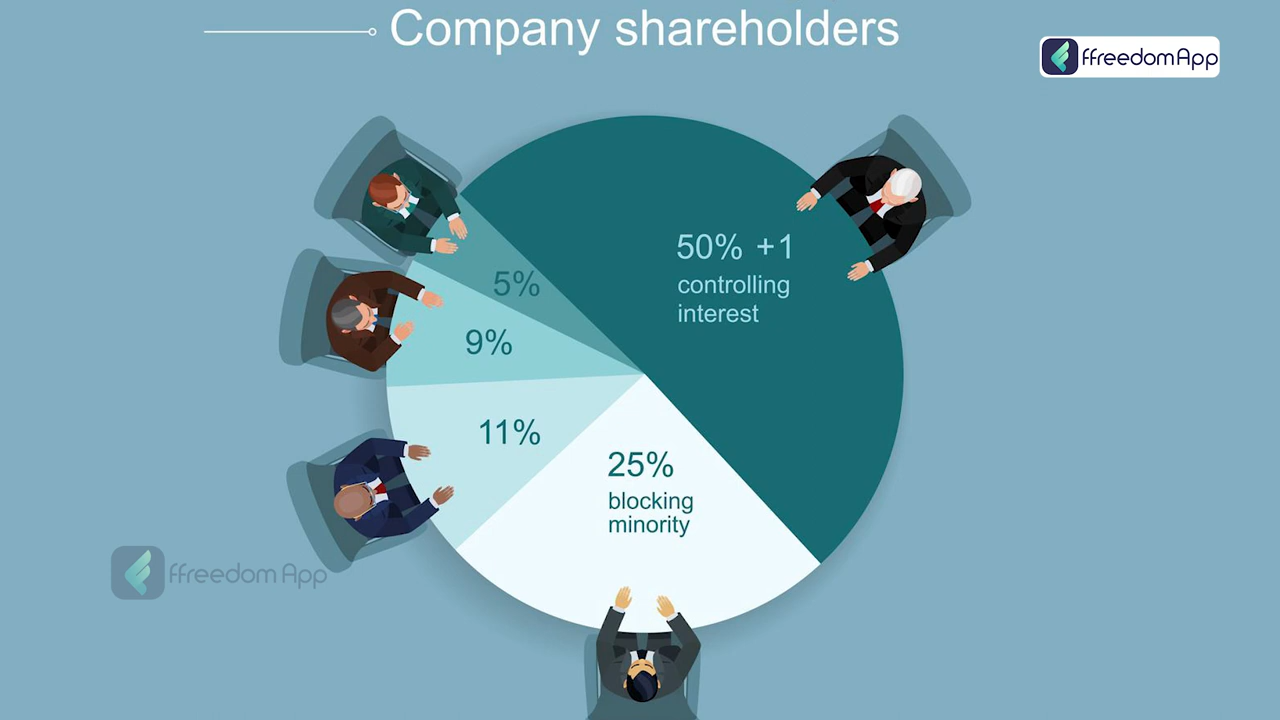 Company shareholders
ffreedomApp
50% +1
controlling
interest
5%
9%
11%
25%
blocking
minority
ffreedom App